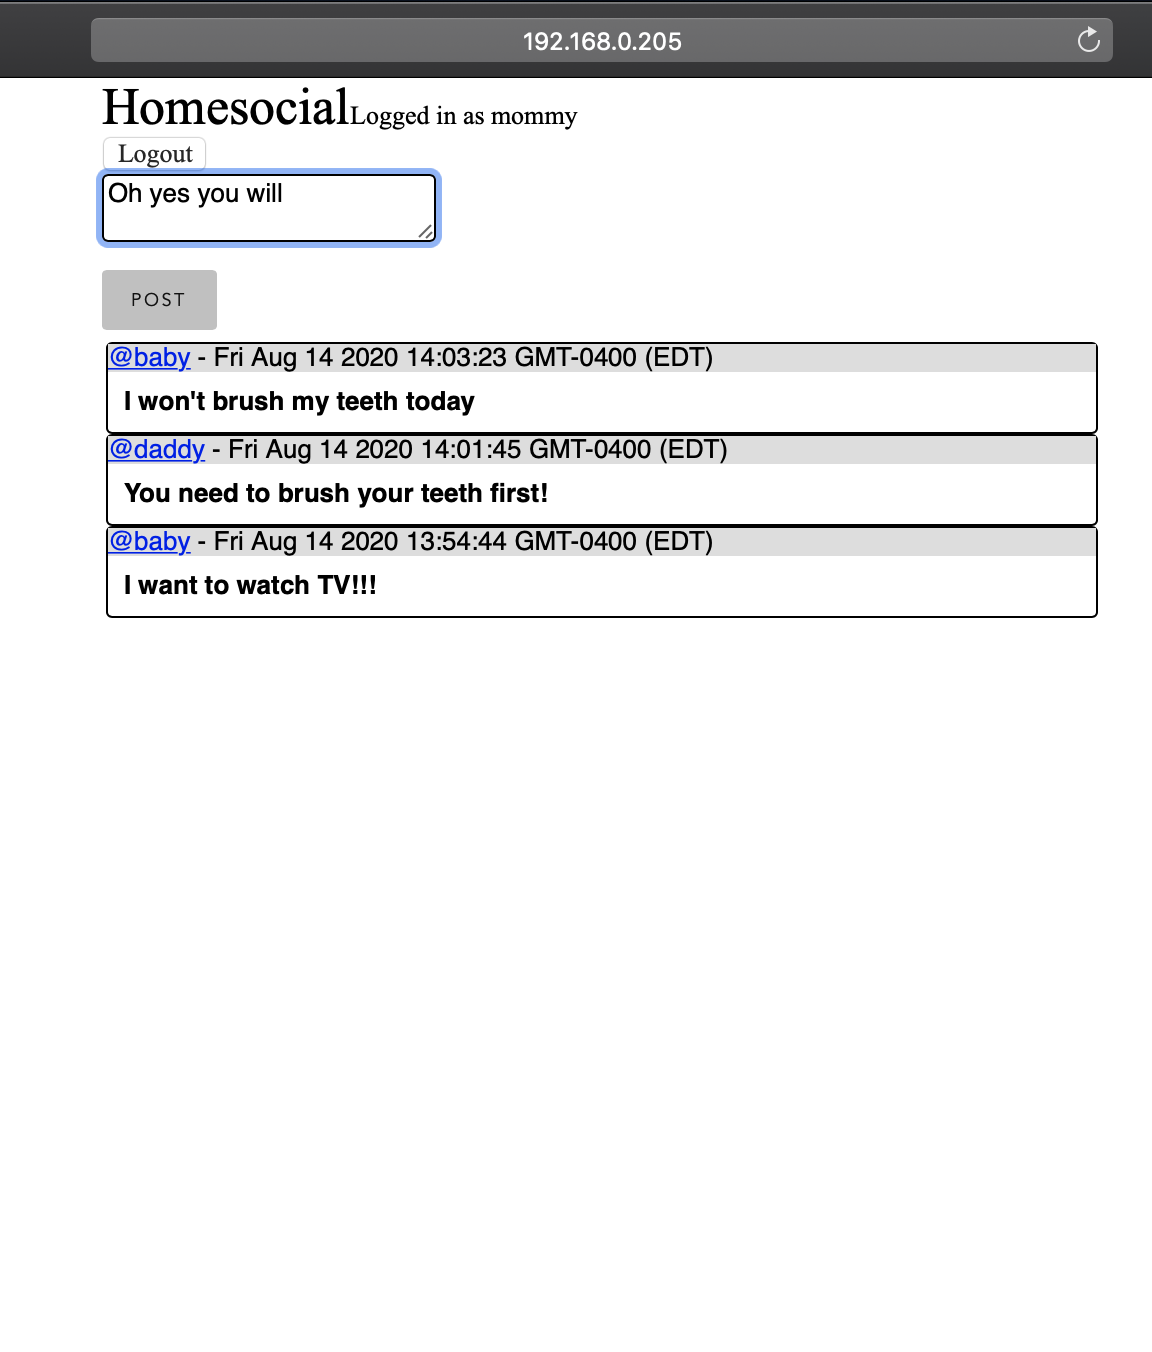 192.168.0.205
Homesocial Logged in as mommy
Logout
Oh yes you will
POST
@baby - Fri Aug 14 2020 14:03:23 GMT-0400 (EDT)
I won't brush my teeth today
@daddy - Fri Aug 14 2020 14:01:45 GMT-0400 (EDT)
You need to brush your teeth first!
@baby - Fri Aug 14 2020 13:54:44 GMT-0400 (EDT)
I want to watch TV!!!